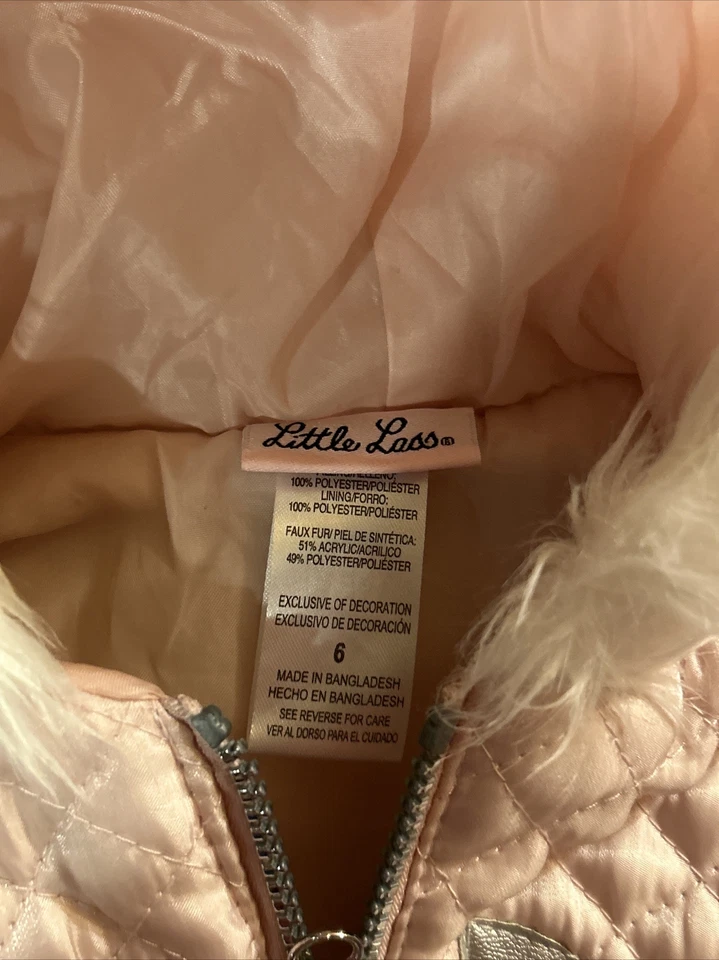 Little Lass ®
100% POLYESTER/POLIÉSTER
LINING/FORRO:
100% POLYESTER/POLIÉSTER
FAUX FUR/ PIEL DE SINTÉTICA:
51% ACRYLIC/ACRILICO
49% POLYESTER/POLIÉSTER
EXCLUSIVE OF DECORATION
EXCLUSIVO DE DECORACIÓN
6
MADE IN BANGLADESH
HECHO EN BANGLADESH
SEE REVERSE FOR CARE
VER AL DORSO PARA EL CUIDADO